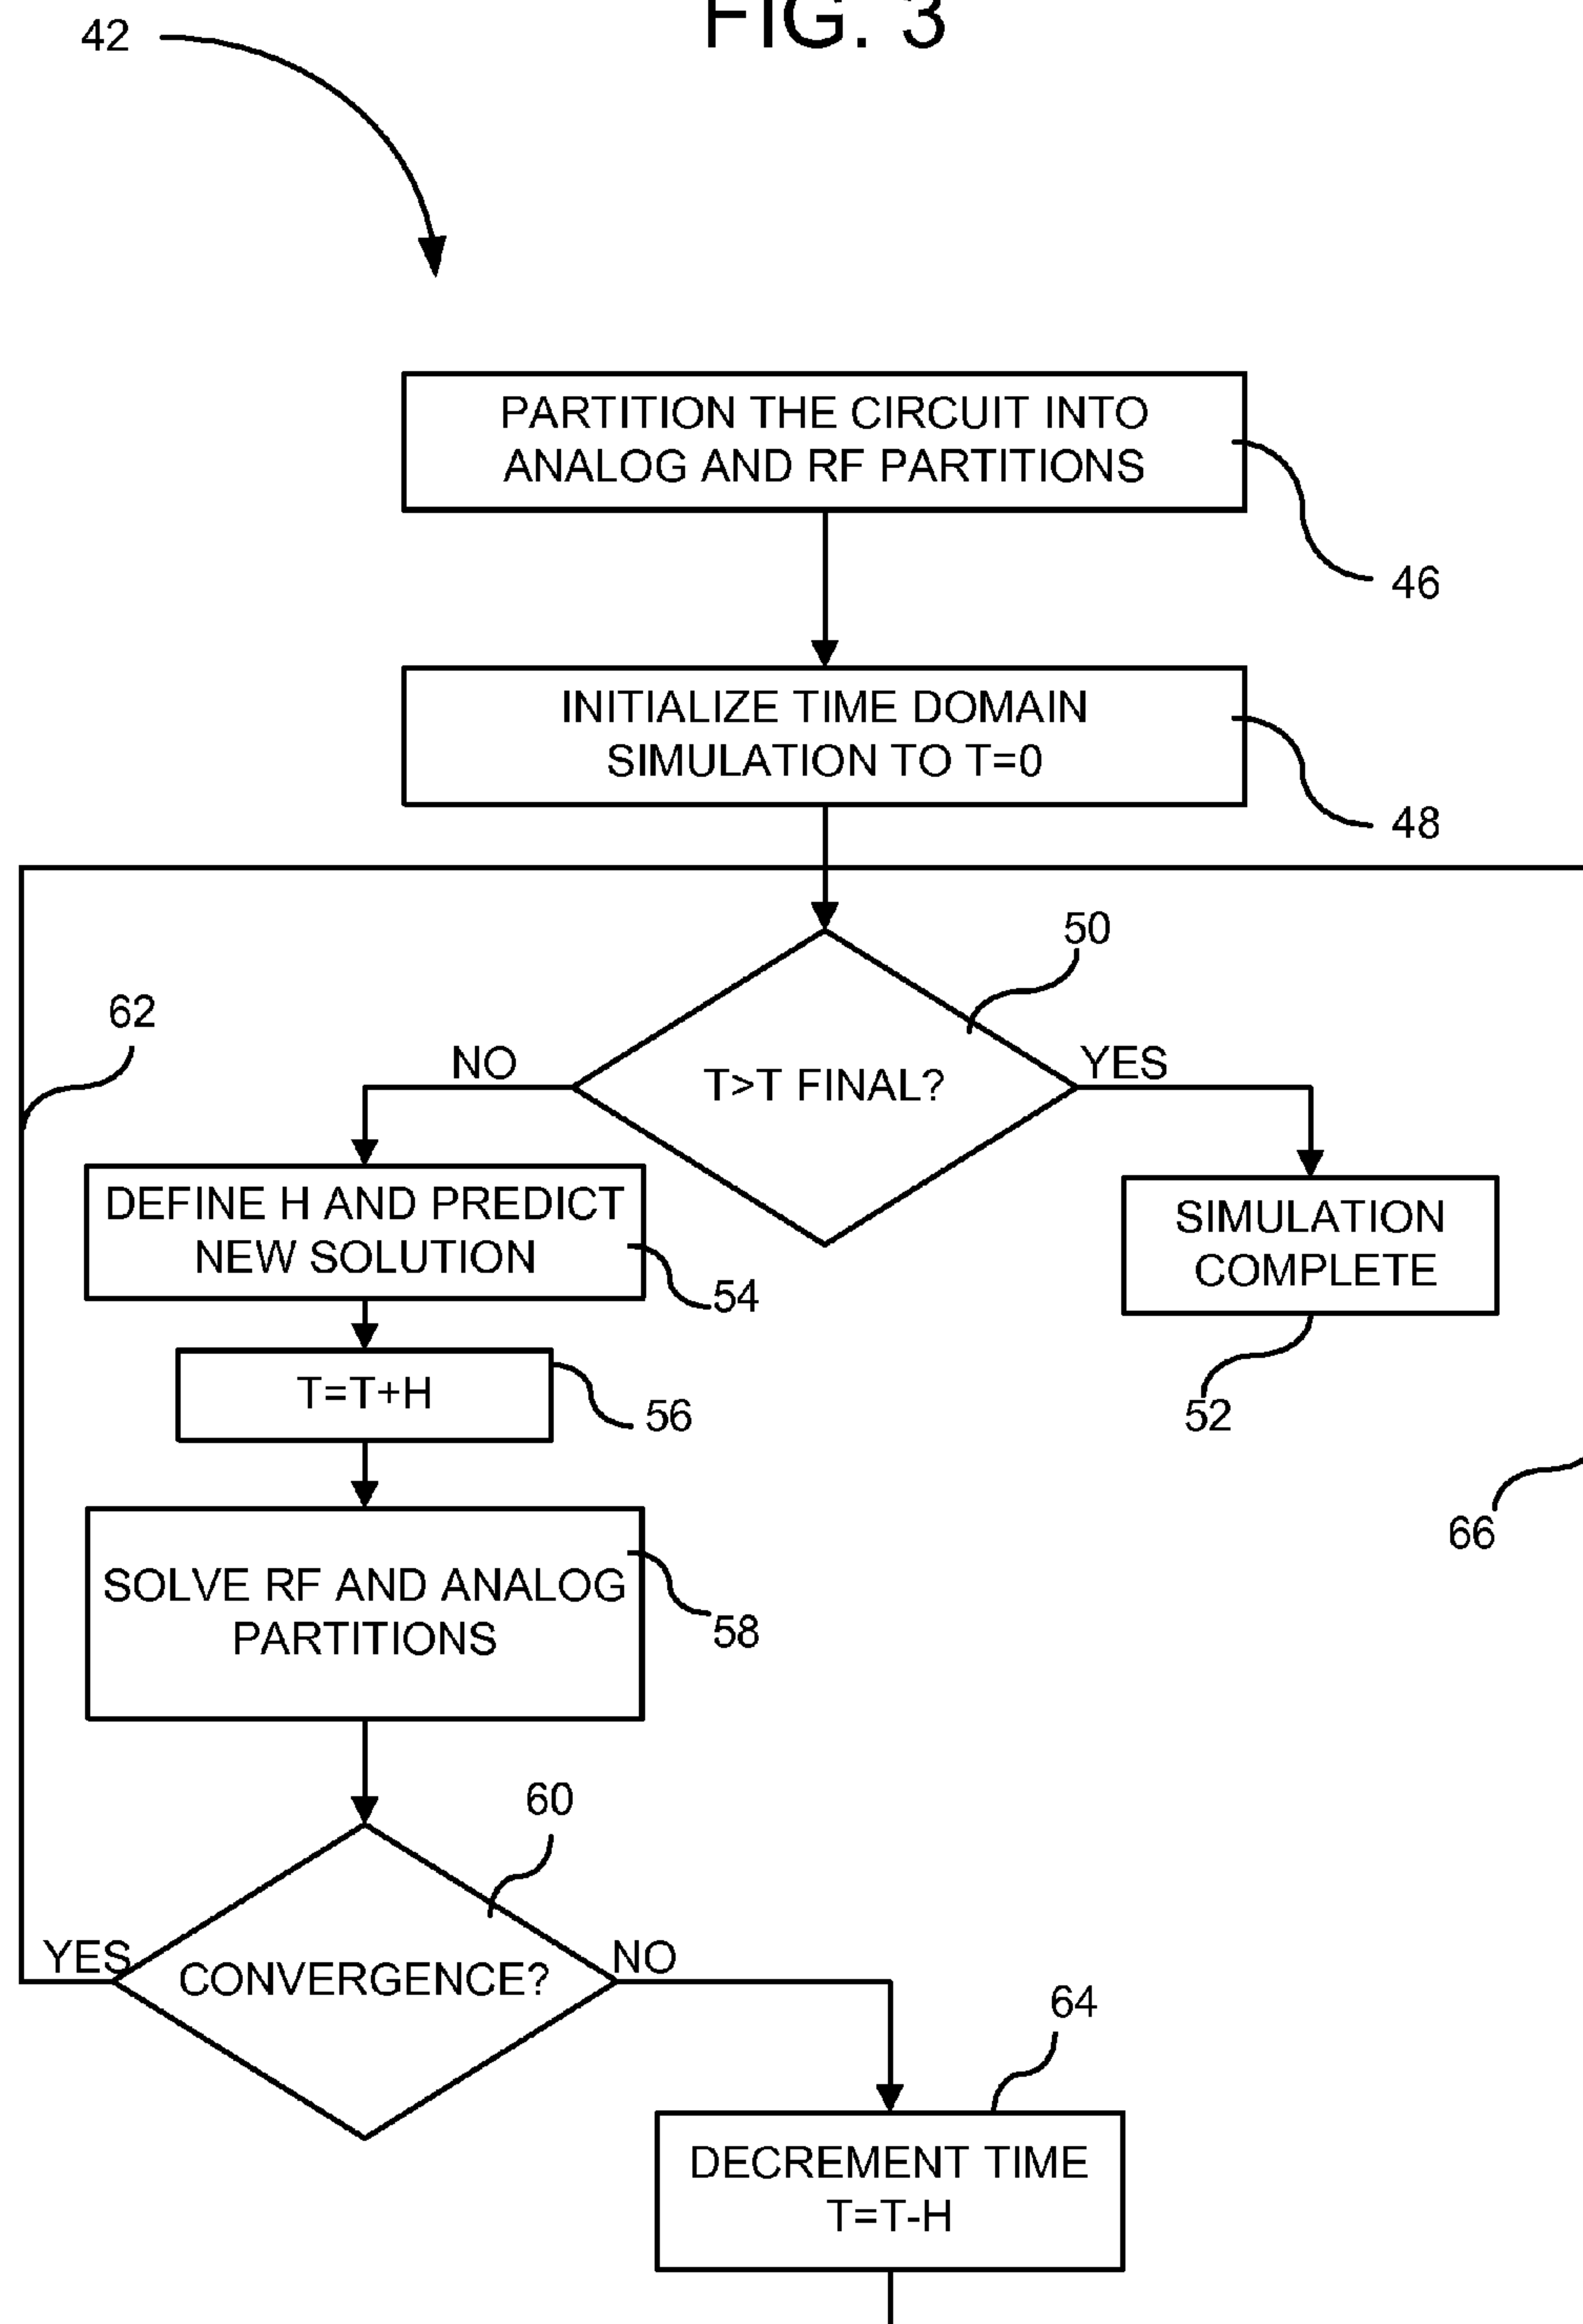 FIG. 3
42
PARTITION THE CIRCUIT INTO
ANALOG AND RF PARTITIONS
46
INITIALIZE TIME DOMAIN
SIMULATION TO T=0
48
50
62
NO
T>T FINAL?
YES
DEFINE H AND PREDICT
NEW SOLUTION
54
SIMULATION
COMPLETE
52
T=T+H
56
66
SOLVE RF AND ANALOG
PARTITIONS
58
60
YES
CONVERGENCE?
NO
64
DECREMENT TIME
T=T-H